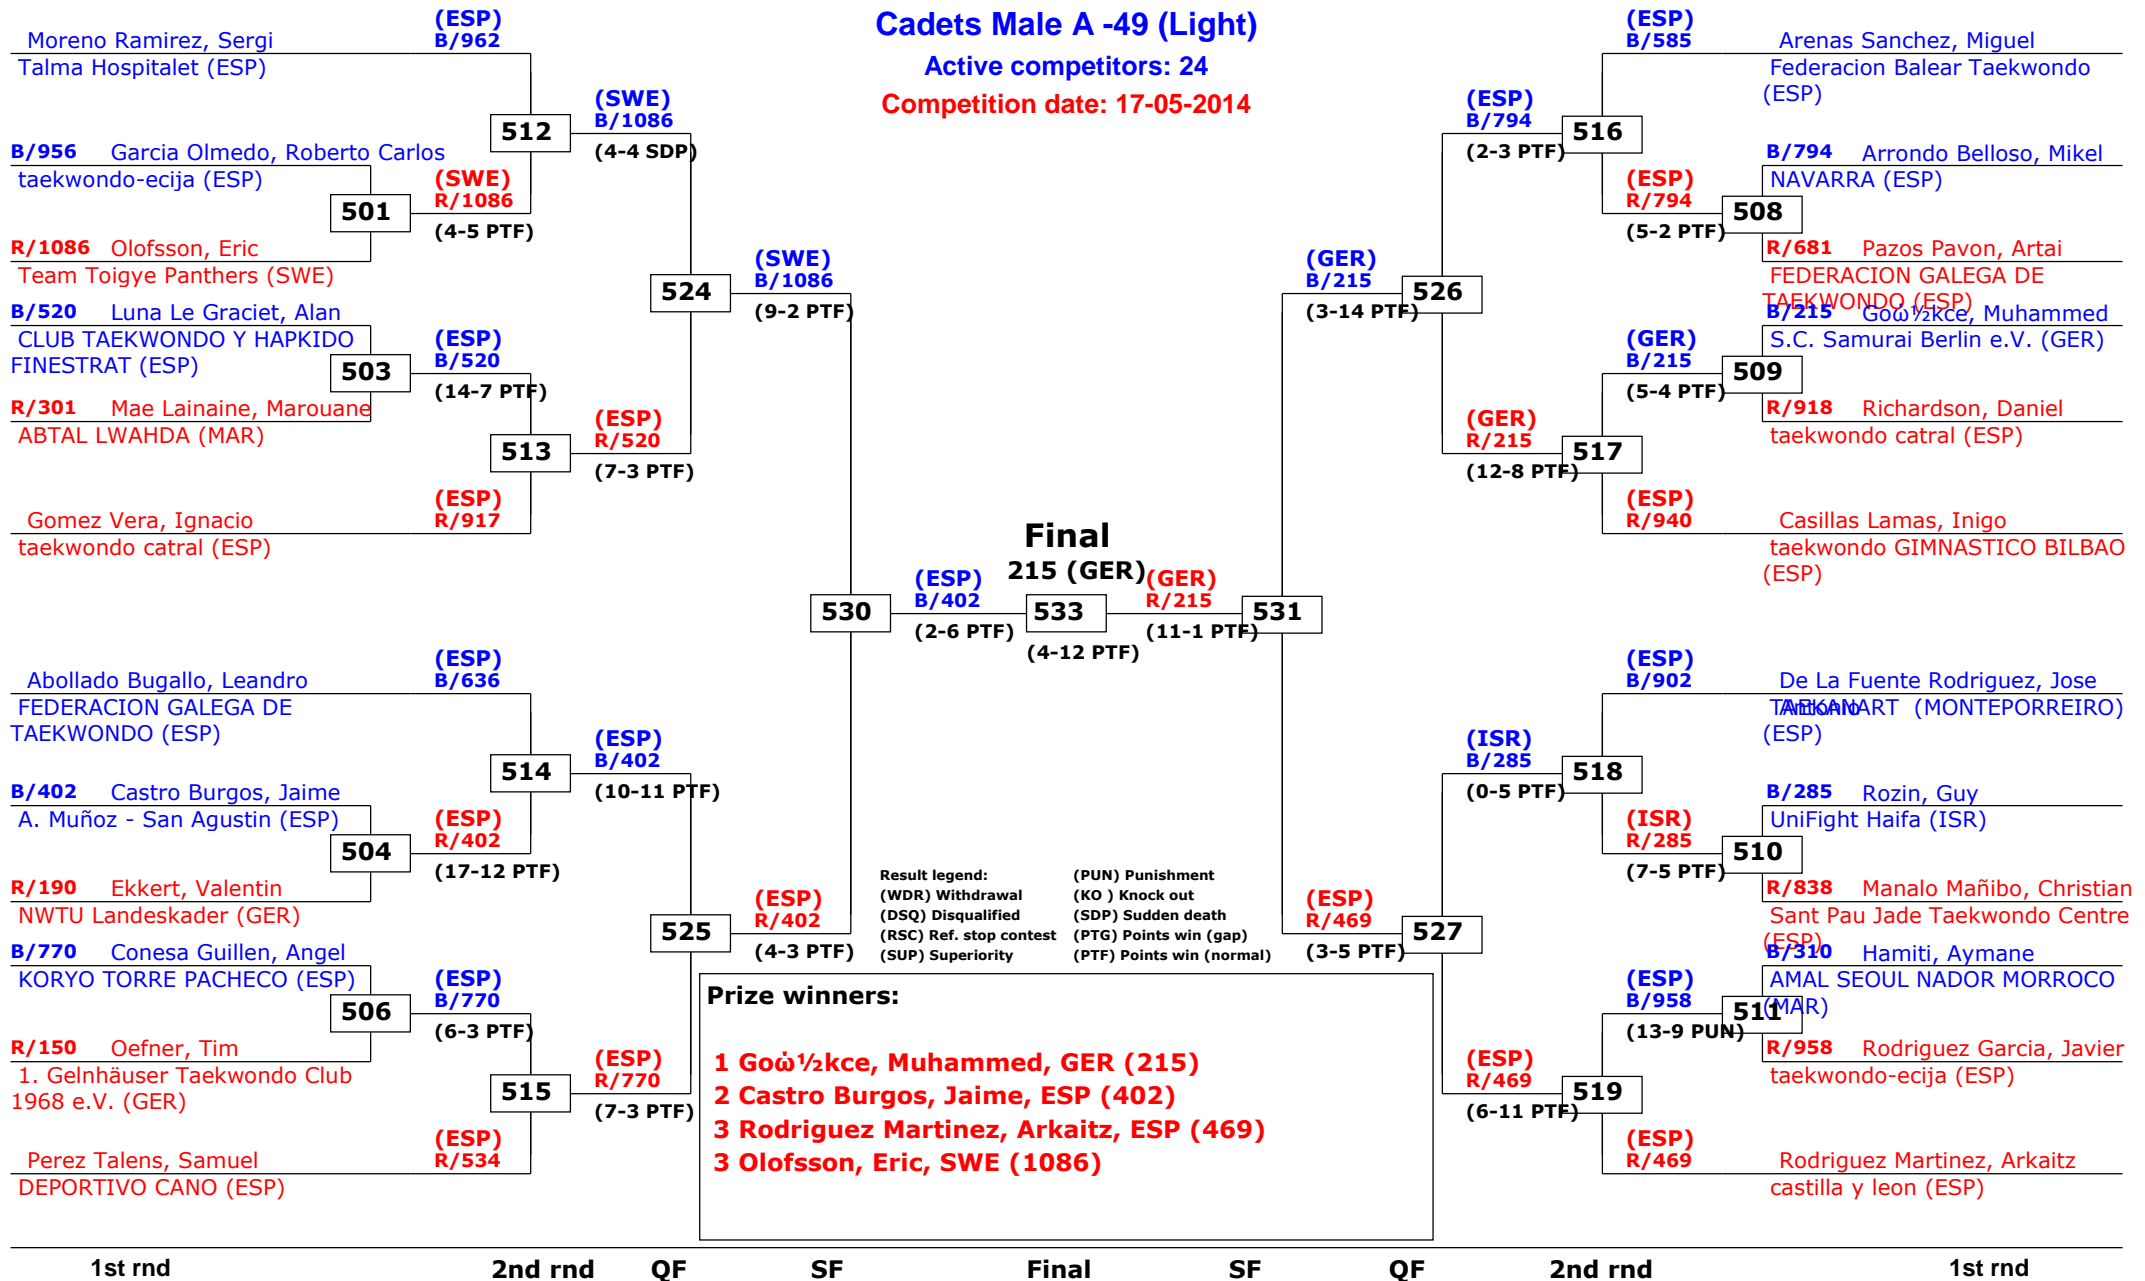 Cadets Male A -49 (Light)
Active competitors: 24
Competition date: 17-05-2014
(ESP)
B/962
Moreno Ramirez, Sergi
Talma Hospitalet (ESP)
512
(SWE)
B/1086
(4-4 SDP)
B/956 Garcia Olmedo, Roberto Carlos
taekwondo-ecija (ESP)
501
(SWE)
R/1086
(4-5 PTF)
R/1086 Olofsson, Eric
Team Toigye Panthers (SWE)
524
(SWE)
B/1086
(9-2 PTF)
B/520 Luna Le Graciet, Alan
CLUB TAEKWONDO Y HAPKIDO
FINESTRAT (ESP)
503
(ESP)
B/520
(14-7 PTF)
R/301 Mae Lainaine, Marouane
ABTAL LWAHDA (MAR)
513
(ESP)
R/520
(7-3 PTF)
(ESP)
R/917
Gomez Vera, Ignacio
taekwondo catral (ESP)
530
(ESP)
B/402
(2-6 PTF)
Final
215 (GER)
533
(4-12 PTF)
(GER)
R/215
(11-1 PTF)
531
(ESP)
B/636
Abollado Bugallo, Leandro
FEDERACION GALEGA DE
TAEKWONDO (ESP)
514
(ESP)
B/402
(10-11 PTF)
B/402 Castro Burgos, Jaime
A. Muñoz - San Agustin (ESP)
504
(ESP)
R/402
(17-12 PTF)
R/190 Ekkert, Valentin
NWTU Landeskader (GER)
525
(ESP)
R/402
(4-3 PTF)
B/770 Conesa Guillen, Angel
KORYO TORRE PACHECO (ESP)
506
(ESP)
B/770
(6-3 PTF)
R/150 Oefner, Tim
1. Gelnhäuser Taekwondo Club
1968 e.V. (GER)
515
(ESP)
R/770
(7-3 PTF)
(ESP)
R/534
Perez Talens, Samuel
DEPORTIVO CANO (ESP)
(ESP)
B/585
Arenas Sanchez, Miguel
Federacion Balear Taekwondo
(ESP)
(ESP)
B/794
(2-3 PTF)
516
B/794 Arrondo Belloso, Mikel
NAVARRA (ESP)
(ESP)
R/794
(5-2 PTF)
508
R/681 Pazos Pavon, Artai
FEDERACION GALEGA DE
TAEKWONDO (ESP)
(GER)
B/215
(3-14 PTF)
526
B/215 Goώ½kce, Muhammed
S.C. Samurai Berlin e.V. (GER)
(GER)
B/215
(5-4 PTF)
509
R/918 Richardson, Daniel
taekwondo catral (ESP)
(GER)
R/215
(12-8 PTF)
517
(ESP)
R/940
Casillas Lamas, Inigo
taekwondo GIMNASTICO BILBAO
(ESP)
(ESP)
B/902
De La Fuente Rodriguez, Jose
Antonio
TAEKANART (MONTEPORREIRO)
(ESP)
(ISR)
B/285
(0-5 PTF)
518
B/285 Rozin, Guy
UniFight Haifa (ISR)
(ISR)
R/285
(7-5 PTF)
510
R/838 Manalo Mañibo, Christian
Sant Pau Jade Taekwondo Centre
(ESP)
(ESP)
R/469
(3-5 PTF)
527
B/310 Hamiti, Aymane
AMAL SEOUL NADOR MORROCO
(MAR)
(ESP)
B/958
(13-9 PUN)
511
R/958 Rodriguez Garcia, Javier
taekwondo-ecija (ESP)
(ESP)
R/469
(6-11 PTF)
519
(ESP)
R/469
Rodriguez Martinez, Arkaitz
castilla y leon (ESP)
Result legend:
(WDR) Withdrawal
(DSQ) Disqualified
(RSC) Ref. stop contest
(SUP) Superiority
(PUN) Punishment
(KO ) Knock out
(SDP) Sudden death
(PTG) Points win (gap)
(PTF) Points win (normal)
Prize winners:
1 Goώ½kce, Muhammed, GER (215)
2 Castro Burgos, Jaime, ESP (402)
3 Rodriguez Martinez, Arkaitz, ESP (469)
3 Olofsson, Eric, SWE (1086)
1st rnd 2nd rnd QF SF Final SF QF 2nd rnd 1st rnd